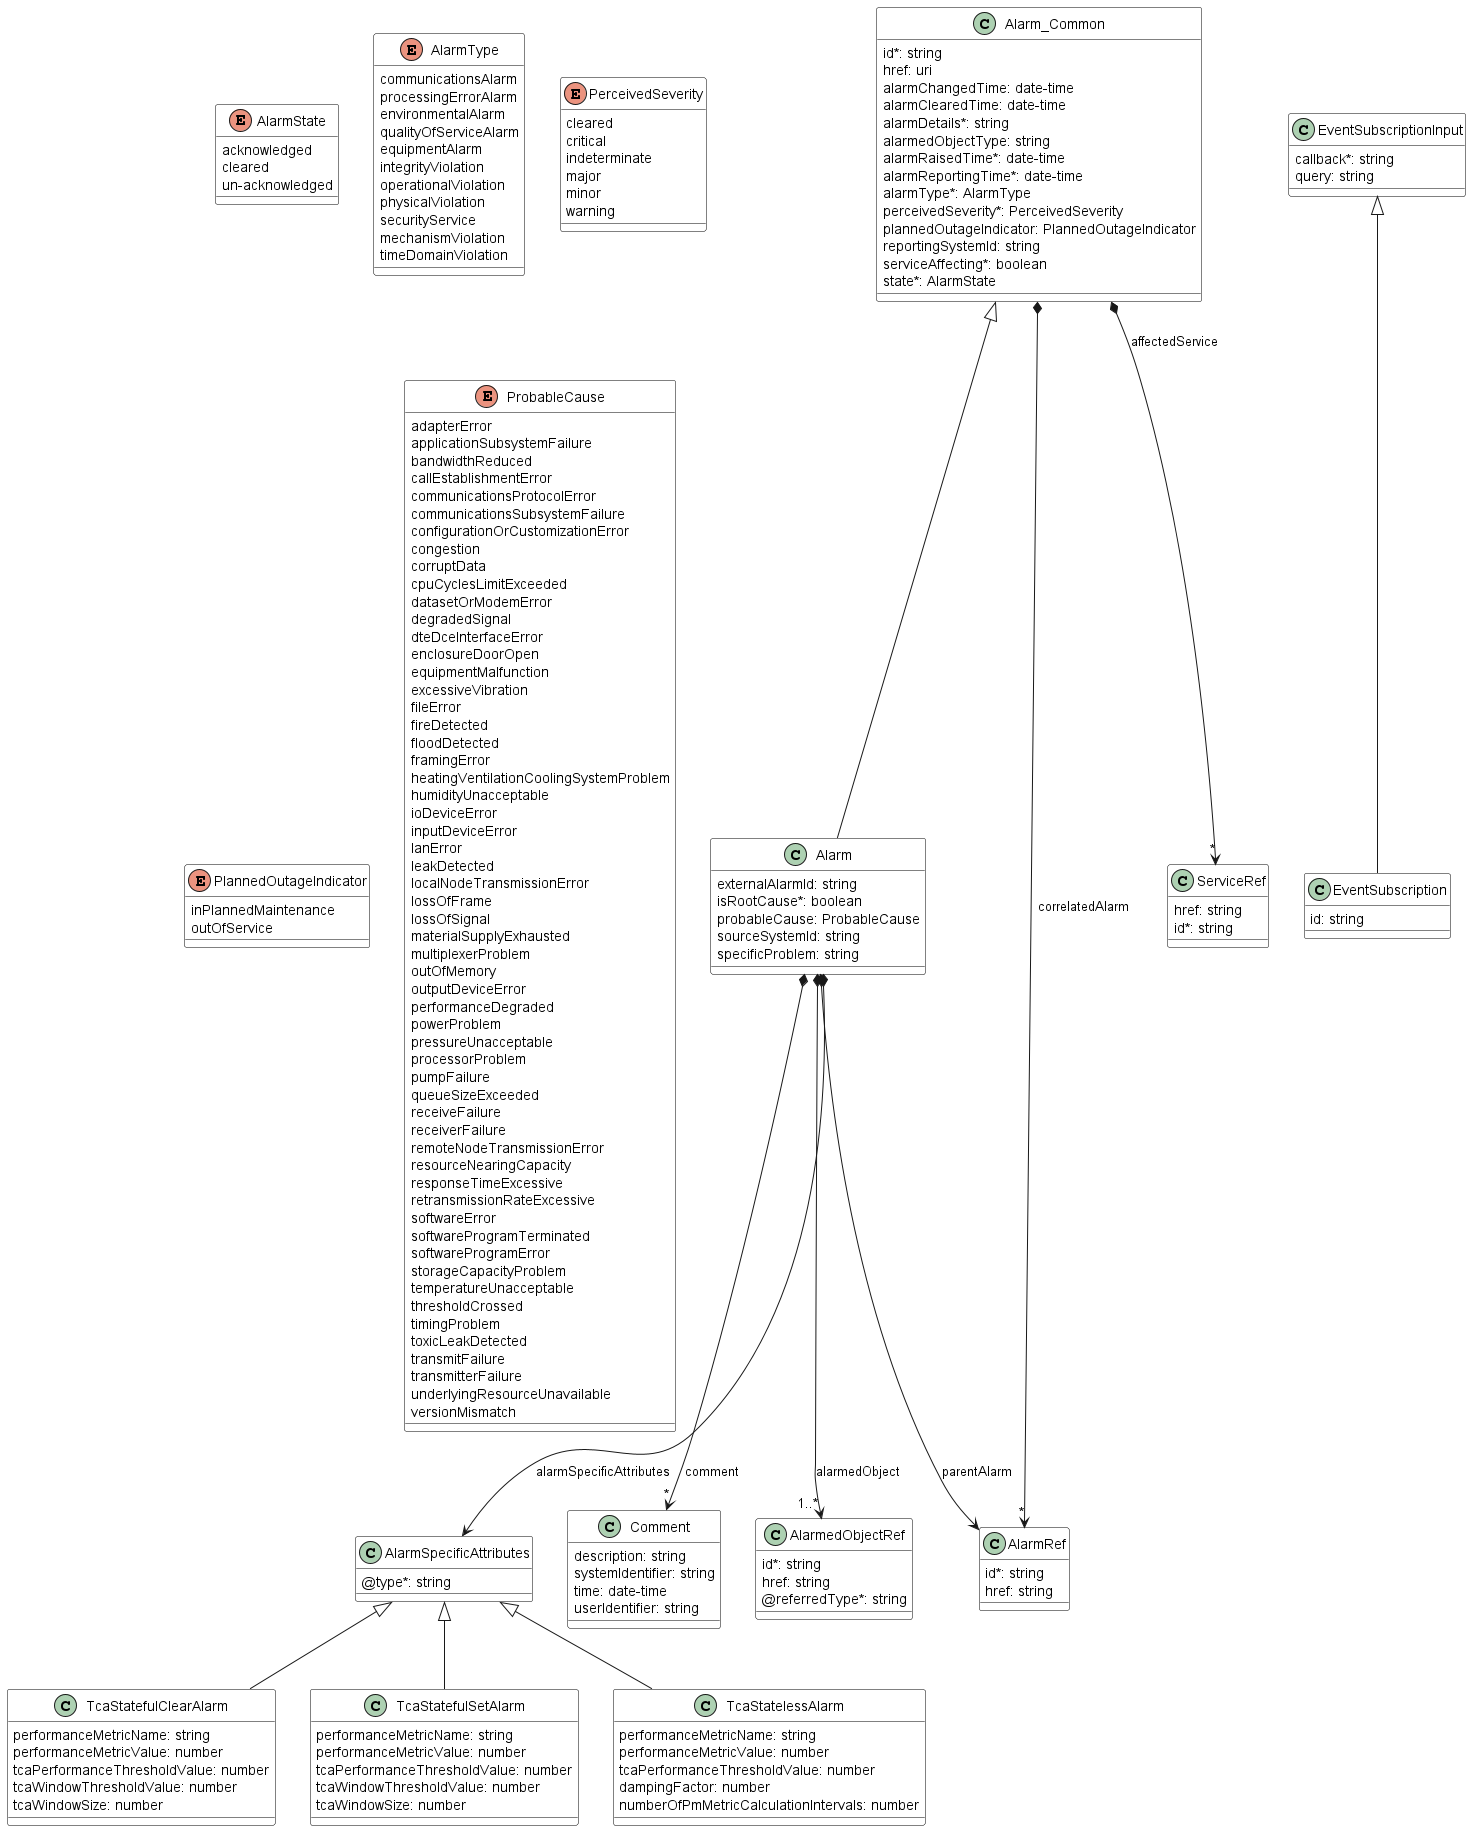 E AlarmState
acknowledged
cleared
un-acknowledged
E AlarmType
communicationsAlarm
processingErrorAlarm
environmentalAlarm
qualityOfServiceAlarm
equipmentAlarm
integrityViolation
operationalViolation
physicalViolation
securityService
mechanismViolation
timeDomainViolation
E PerceivedSeverity
cleared
critical
indeterminate
major
minor
warning
C Alarm_Common
id*: string
href: uri
alarmChangedTime: date-time
alarmClearedTime: date-time
alarmDetails*: string
alarmedObjectType: string
alarmRaisedTime*: date-time
alarmReportingTime*: date-time
alarmType*: AlarmType
perceivedSeverity*: PerceivedSeverity
plannedOutageIndicator: PlannedOutageIndicator
reportingSystemId: string
serviceAffecting*: boolean
state*: AlarmState
C EventSubscriptionInput
callback*: string
query: string
affectedService
E PlannedOutageIndicator
inPlannedMaintenance
outOfService
E ProbableCause
adapterError
applicationSubsystemFailure
bandwidthReduced
callEstablishmentError
communicationsProtocolError
communicationsSubsystemFailure
configurationOrCustomizationError
congestion
corruptData
cpuCyclesLimitExceeded
datasetOrModemError
degradedSignal
dteDceInterfaceError
enclosureDoorOpen
equipmentMalfunction
excessiveVibration
fileError
fireDetected
floodDetected
framingError
heatingVentilationCoolingSystemProblem
humidityUnacceptable
ioDeviceError
inputDeviceError
lanError
leakDetected
localNodeTransmissionError
lossOfFrame
lossOfSignal
materialSupplyExhausted
multiplexerProblem
outOfMemory
outputDeviceError
performanceDegraded
powerProblem
pressureUnacceptable
processorProblem
pumpFailure
queueSizeExceeded
receiveFailure
receiverFailure
remoteNodeTransmissionError
resourceNearingCapacity
responseTimeExcessive
retransmissionRateExcessive
softwareError
softwareProgramTerminated
softwareProgramError
storageCapacityProblem
temperatureUnacceptable
thresholdCrossed
timingProblem
toxicLeakDetected
transmitFailure
transmitterFailure
underlyingResourceUnavailable
versionMismatch
C Alarm
externalAlarmId: string
isRootCause*: boolean
probableCause: ProbableCause
sourceSystemId: string
specificProblem: string
correlatedAlarm
*
C ServiceRef
href: string
id*: string
C EventSubscription
id: string
alarmSpecificAttributes
comment
*
alarmedObject
1..*
parentAlarm
*
C AlarmSpecificAttributes
@type*: string
C Comment
description: string
systemIdentifier: string
time: date-time
userIdentifier: string
C AlarmedObjectRef
id*: string
href: string
@referredType*: string
C AlarmRef
id*: string
href: string
C TcaStatefulClearAlarm
performanceMetricName: string
performanceMetricValue: number
tcaPerformanceThresholdValue: number
tcaWindowThresholdValue: number
tcaWindowSize: number
C TcaStatefulSetAlarm
performanceMetricName: string
performanceMetricValue: number
tcaPerformanceThresholdValue: number
tcaWindowThresholdValue: number
tcaWindowSize: number
C TcaStatelessAlarm
performanceMetricName: string
performanceMetricValue: number
tcaPerformanceThresholdValue: number
dampingFactor: number
numberOfPmMetricCalculationIntervals: number